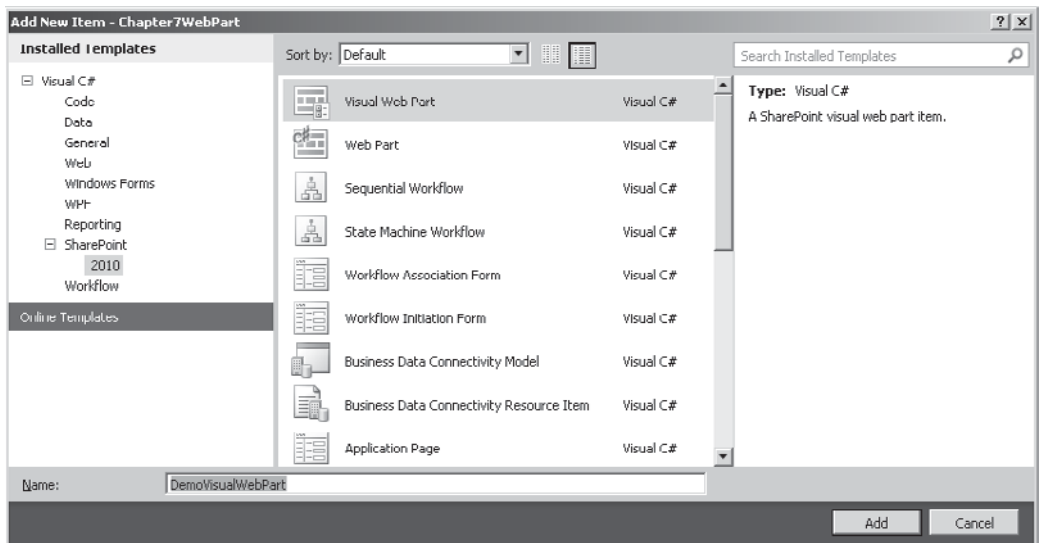 Add New Item - Chapter7WebPart
Installed Templates
Sort by: Default
Search Installed Templates
Visual C#
Code
Data
General
Web
Windows Forms
WPF
Reporting
SharePoint
2010
Workflow
Online Templates
Visual Web Part Visual C#
Web Part Visual C#
Sequential Workflow Visual C#
State Machine Workflow Visual C#
Workflow Association Form Visual C#
Workflow Initiation Form Visual C#
Business Data Connectivity Model Visual C#
Business Data Connectivity Resource Item Visual C#
Application Page Visual C#
Type: Visual C#
A SharePoint visual web part item.
Name: DemoVisualWebPart
Add Cancel